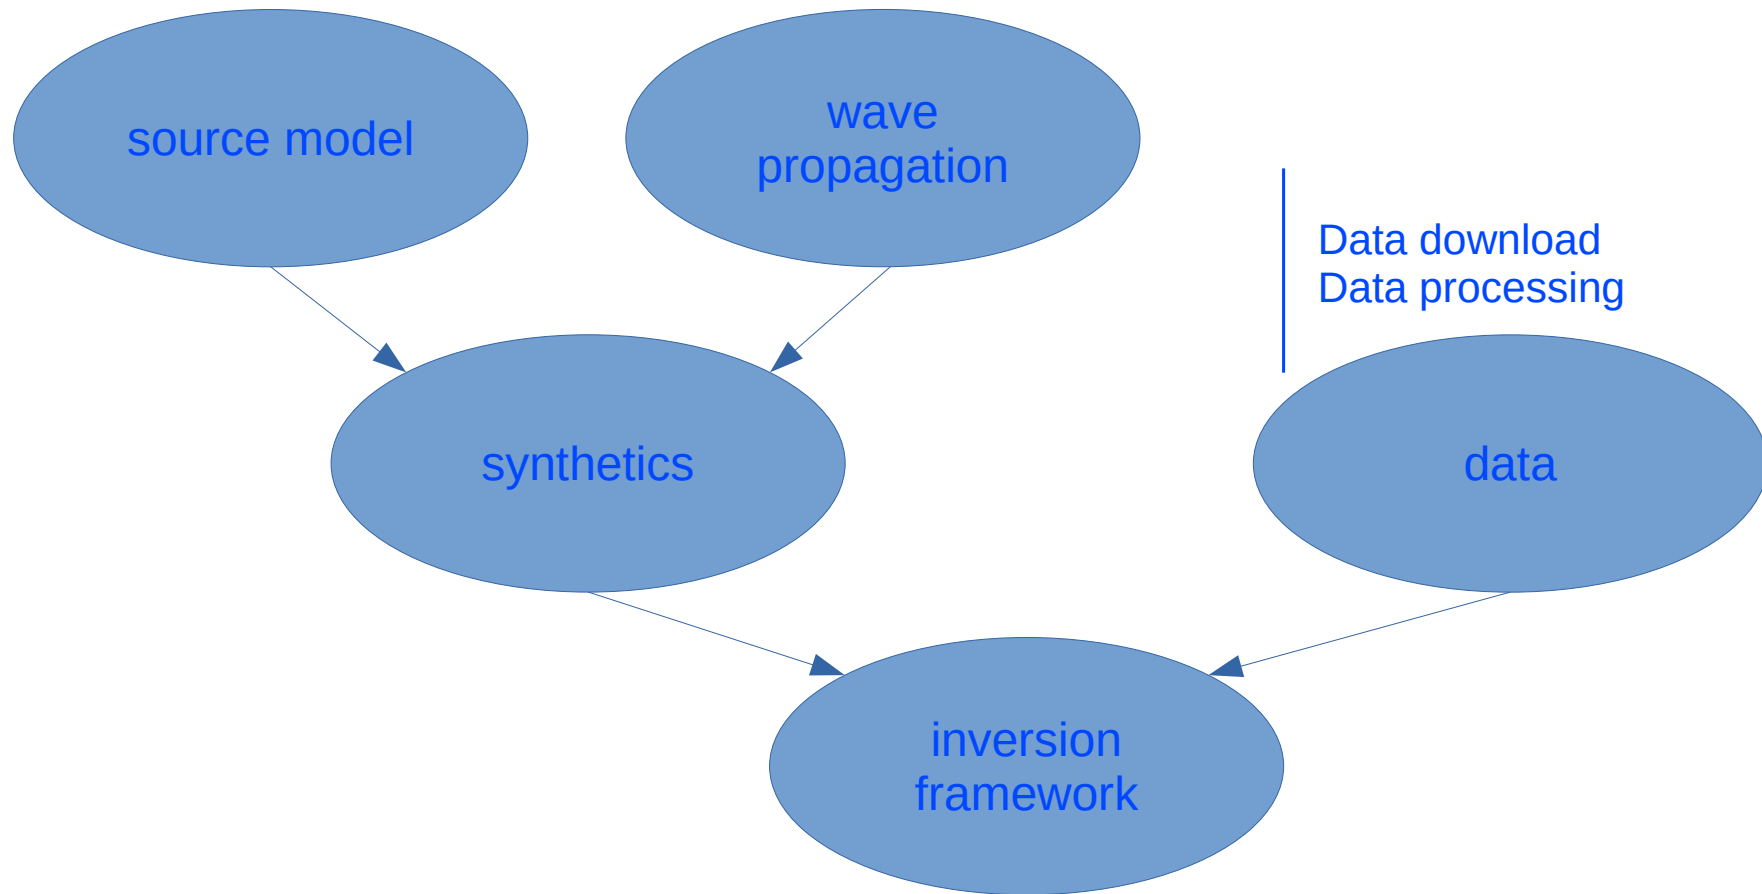 source model
wave
propagation
Data download
Data processing
synthetics
data
inversion
framework